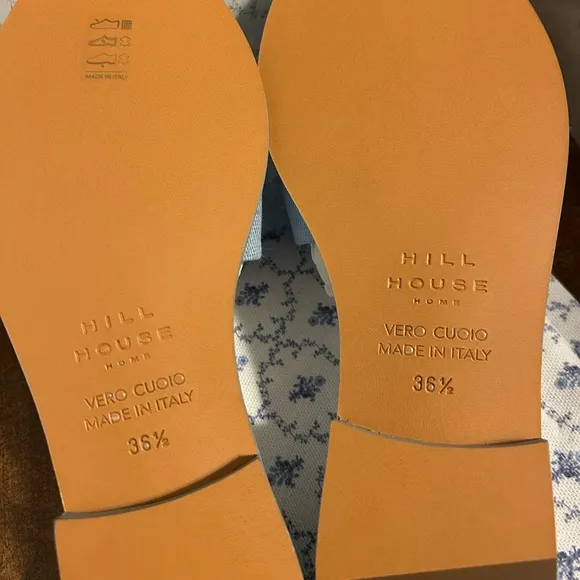 MADE IN ITALY
HILL
HOUSE
HOME
VERO CUOIO
MADE IN ITALY
36½
HILL
HOUSE
HOME
VERO CUOIO
MADE IN ITALY
36½